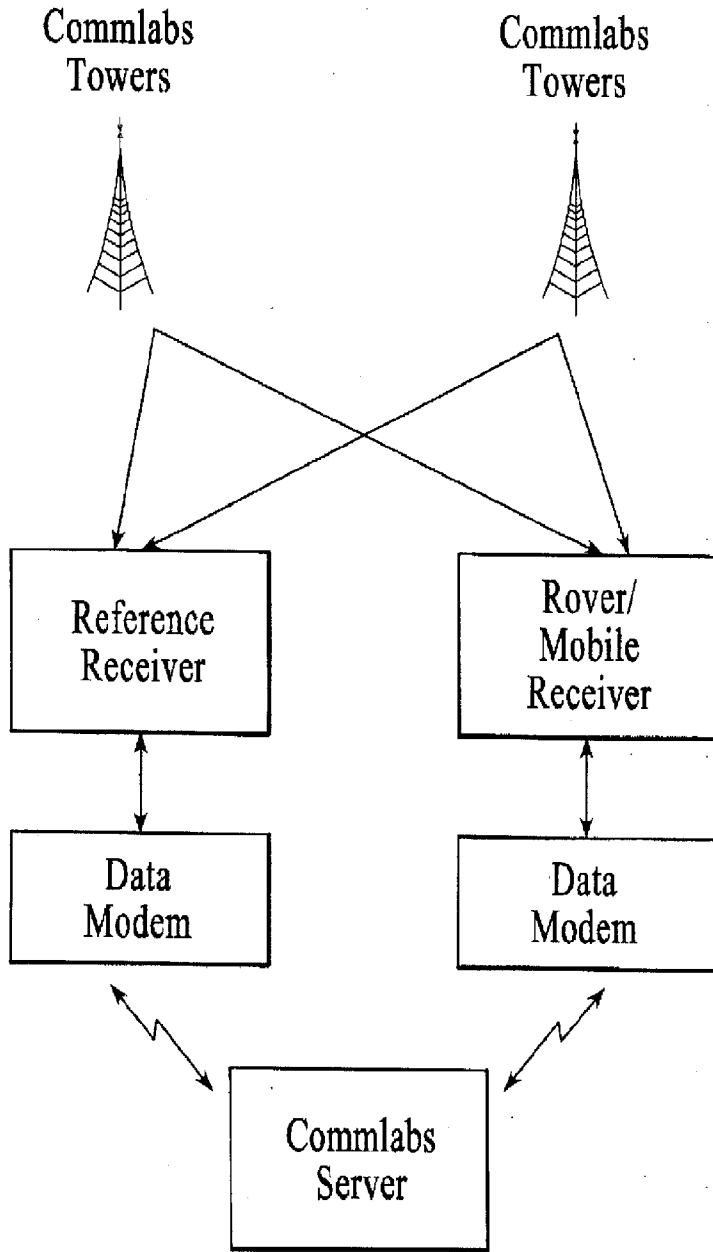 Commlabs
Towers
Commlabs
Towers
Reference
Receiver
Rover/
Mobile
Receiver
Data
Modem
Data
Modem
Commlabs
Server